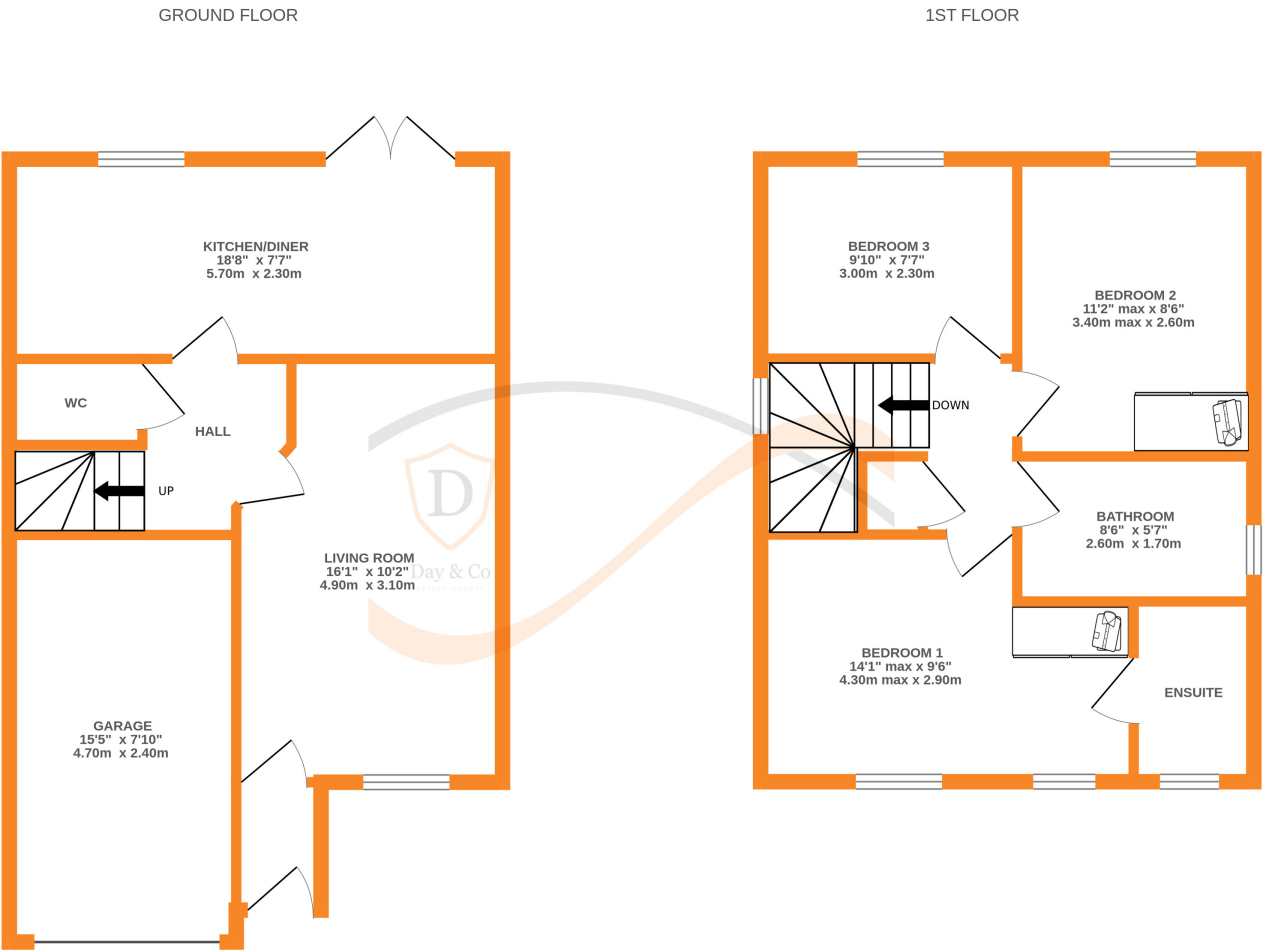 GROUND FLOOR
1ST FLOOR
KITCHEN/DINER
18'8" x 7'7"
5.70m x 2.30m
WC
HALL
UP
LIVING ROOM
16'1" x 10'2"
4.90m x 3.10m
GARAGE
15'5" x 7'10"
4.70m x 2.40m
BEDROOM 3
9'10" x 7'7"
3.00m x 2.30m
BEDROOM 2
11'2" max x 8'6"
3.40m max x 2.60m
DOWN
BATHROOM
8'6" x 5'7"
2.60m x 1.70m
BEDROOM 1
14'1" max x 9'6"
4.30m max x 2.90m
ENSUITE
D
Day & Co